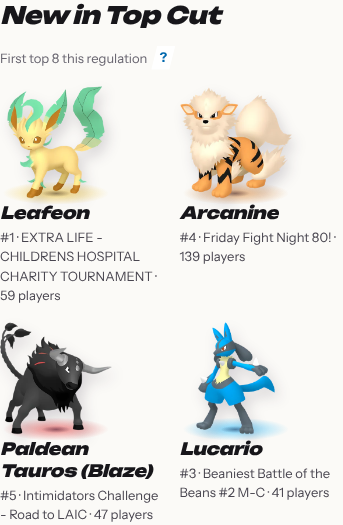 New in Top Cut
First top 8 this regulation ?
Leafeon
#1 · EXTRA LIFE -
CHILDRENS HOSPITAL
CHARITY TOURNAMENT ·
59 players
Arcanine
#4 · Friday Fight Night 80! ·
139 players
Paldean
Tauros (Blaze)
#5 · Intimidators Challenge
- Road to LAIC · 47 players
Lucario
#3 · Beaniest Battle of the
Beans #2 M-C · 41 players